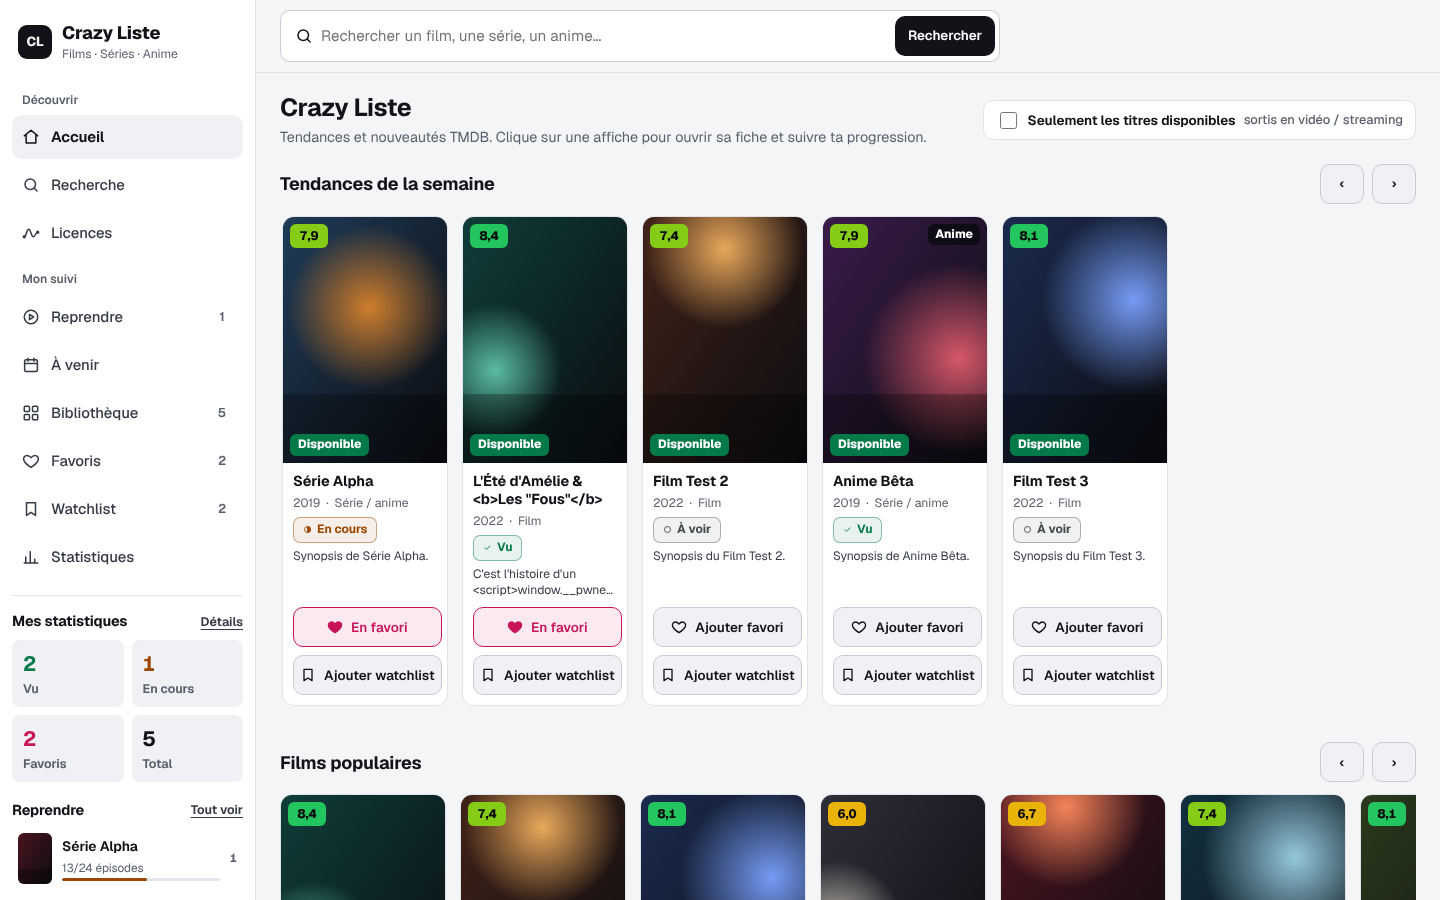 CL
Crazy Liste
Films · Séries · Anime
Découvrir
Accueil
Recherche
Licences
Mon suivi
Reprendre 1
À venir
Bibliothèque 5
Favoris 2
Watchlist 2
Statistiques
Mes statistiques Détails
2
Vu
1
En cours
2
Favoris
5
Total
Reprendre Tout voir
Série Alpha
13/24 épisodes
1
Rechercher un film, une série, un anime...
Rechercher
Crazy Liste
Tendances et nouveautés TMDB. Clique sur une affiche pour ouvrir sa fiche et suivre ta progression.
Seulement les titres disponibles sortis en vidéo / streaming
Tendances de la semaine
‹ ›
7,9
Disponible
Série Alpha
2019 · Série / anime
En cours
Synopsis de Série Alpha.
En favori
Ajouter watchlist
8,4
Disponible
L'Été d'Amélie &
<b>Les "Fous"</b>
2022 · Film
Vu
C'est l'histoire d'un
<script>window.__pwne...
En favori
Ajouter watchlist
7,4
Disponible
Film Test 2
2022 · Film
À voir
Synopsis du Film Test 2.
Ajouter favori
Ajouter watchlist
7,9
Anime
Disponible
Anime Bêta
2019 · Série / anime
Vu
Synopsis de Anime Bêta.
Ajouter favori
Ajouter watchlist
8,1
Disponible
Film Test 3
2022 · Film
À voir
Synopsis du Film Test 3.
Ajouter favori
Ajouter watchlist
Films populaires
‹ ›
8,4
7,4
8,1
6,0
6,7
7,4
8,1